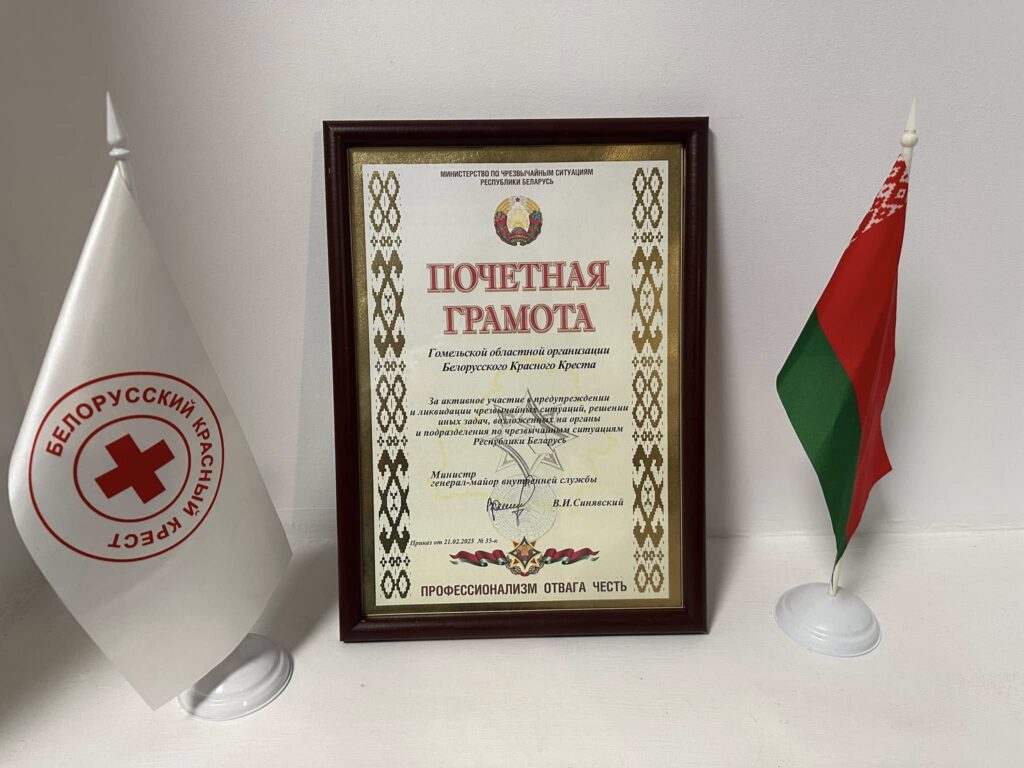 МИНИСТЕРСТВО ПО ЧРЕЗВЫЧАЙНЫМ СИТУАЦИЯМ
РЕСПУБЛИКИ БЕЛАРУСЬ
ПОЧЕТНАЯ
ГРАМОТА
Гомельской областной организации
Белорусского Красного Креста
За активное участие в предупреждении
и ликвидации чрезвычайных ситуаций, решении
иных задач, возложенных на органы
и подразделения по чрезвычайным ситуациям
Республики Беларусь
Министр
генерал-майор внутренней службы
В.И.Синявский
Приказ от 21.02.2025 № 35-к
ПРОФЕССИОНАЛИЗМ ОТВАГА ЧЕСТЬ
БЕЛОРУССКИЙ КРАСНЫЙ КРЕСТ